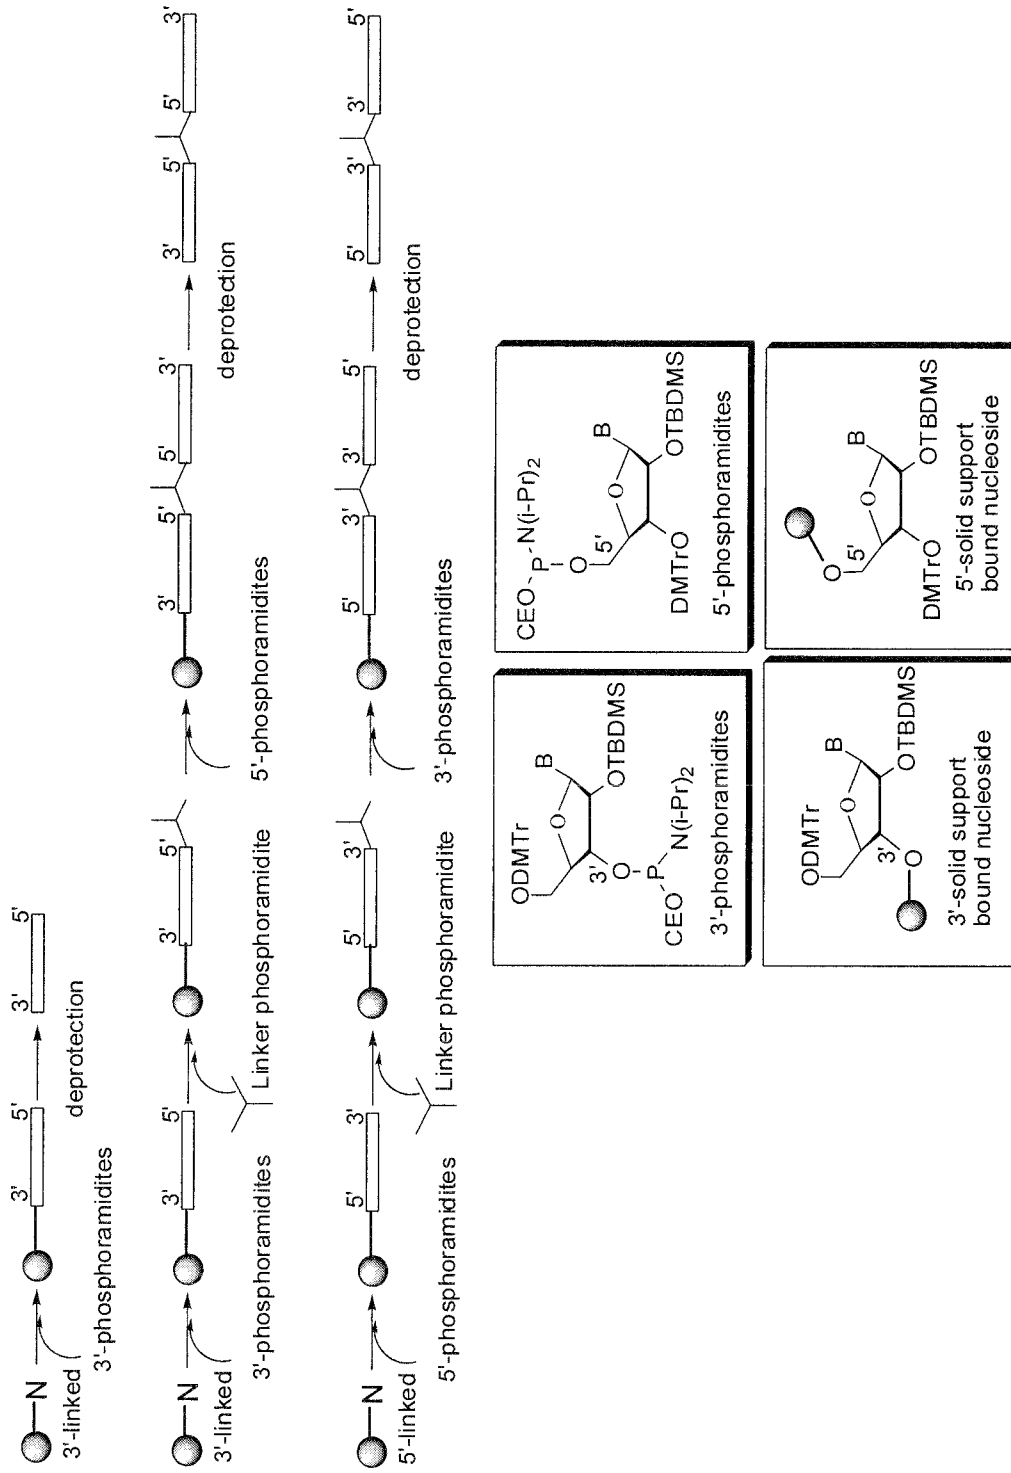 N
3'-linked
3'-phosphoramidites
3' 5'
deprotection
3' 5'
N
3'-linked
3'-phosphoramidites
3' 5'
Linker phosphoramidite
3' 5'
5'-phosphoramidites
3' 5' 5' 3'
deprotection
3' 5' 5' 3'
N
5'-linked
5'-phosphoramidites
5' 3'
Linker phosphoramidite
5' 3'
3'-phosphoramidites
5' 3' 3' 5'
deprotection
5' 3' 3' 5'
ODMTr
O
B
3'
O
OTBDMS
P
CEO
N(i-Pr)2
3'-phosphoramidites
CEO
P
N(i-Pr)2
O
5'
O
B
DMTrO
OTBDMS
5'-phosphoramidites
ODMTr
O
B
3'
O
OTBDMS
3'-solid support
bound nucleoside
O
5'
O
B
DMTrO
OTBDMS
5'-solid support
bound nucleoside